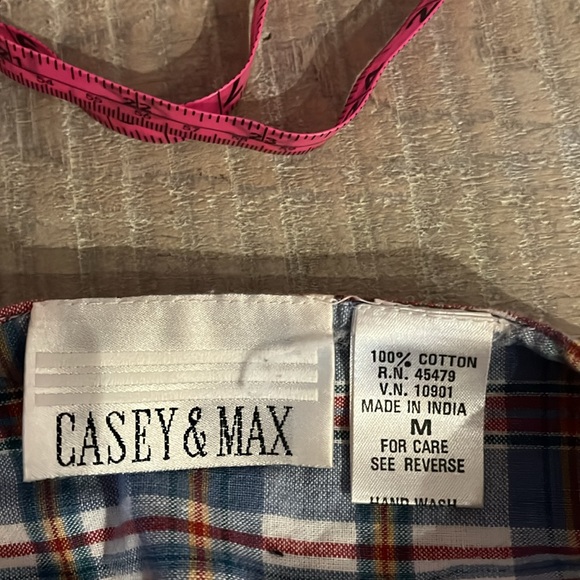 CASEY & MAX
100% COTTON
R.N. 45479
V.N. 10901
MADE IN INDIA
M
FOR CARE
SEE REVERSE
HAND WASH